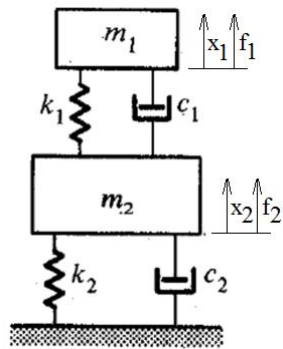 m₁
x₁ f₁
k₁ c₁
m₂
x₂ f₂
k₂ c₂